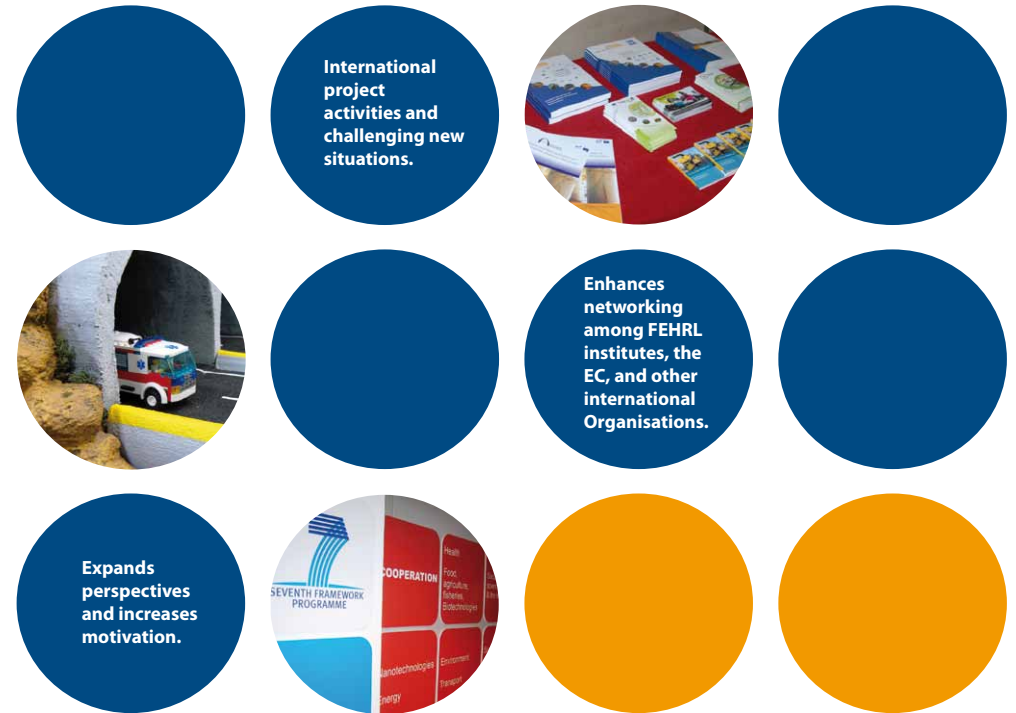 International
project
activities and
challenging new
situations.
Enhances
networking
among FEHRL
institutes, the
EC, and other
international
Organisations.
Expands
perspectives
and increases
motivation.
SEVENTH FRAMEWORK
PROGRAMME
COOPERATION
Health
Food,
agriculture,
fisheries,
Biotechnologies
Nanotechnologies
Energy
Environment
Transport